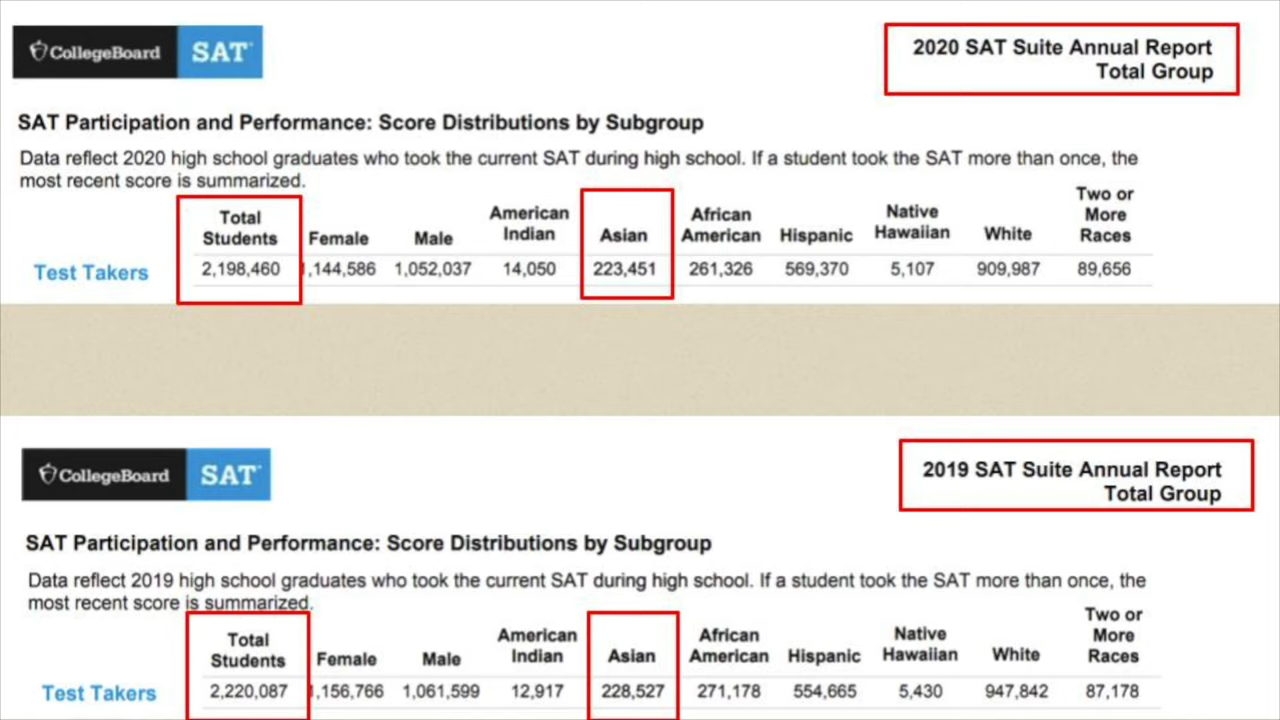 CollegeBoard SAT
2020 SAT Suite Annual Report
Total Group
SAT Participation and Performance: Score Distributions by Subgroup
Data reflect 2020 high school graduates who took the current SAT during high school. If a student took the SAT more than once, the
most recent score is summarized.
Total Students Female Male American Indian Asian African American Hispanic Native Hawaiian White Two or More Races
Test Takers 2,198,460 1,144,586 1,052,037 14,050 223,451 261,326 569,370 5,107 909,987 89,656
CollegeBoard SAT
2019 SAT Suite Annual Report
Total Group
SAT Participation and Performance: Score Distributions by Subgroup
Data reflect 2019 high school graduates who took the current SAT during high school. If a student took the SAT more than once, the
most recent score is summarized.
Total Students Female Male American Indian Asian African American Hispanic Native Hawaiian White Two or More Races
Test Takers 2,220,087 1,156,766 1,061,599 12,917 228,527 271,178 554,665 5,430 947,842 87,178